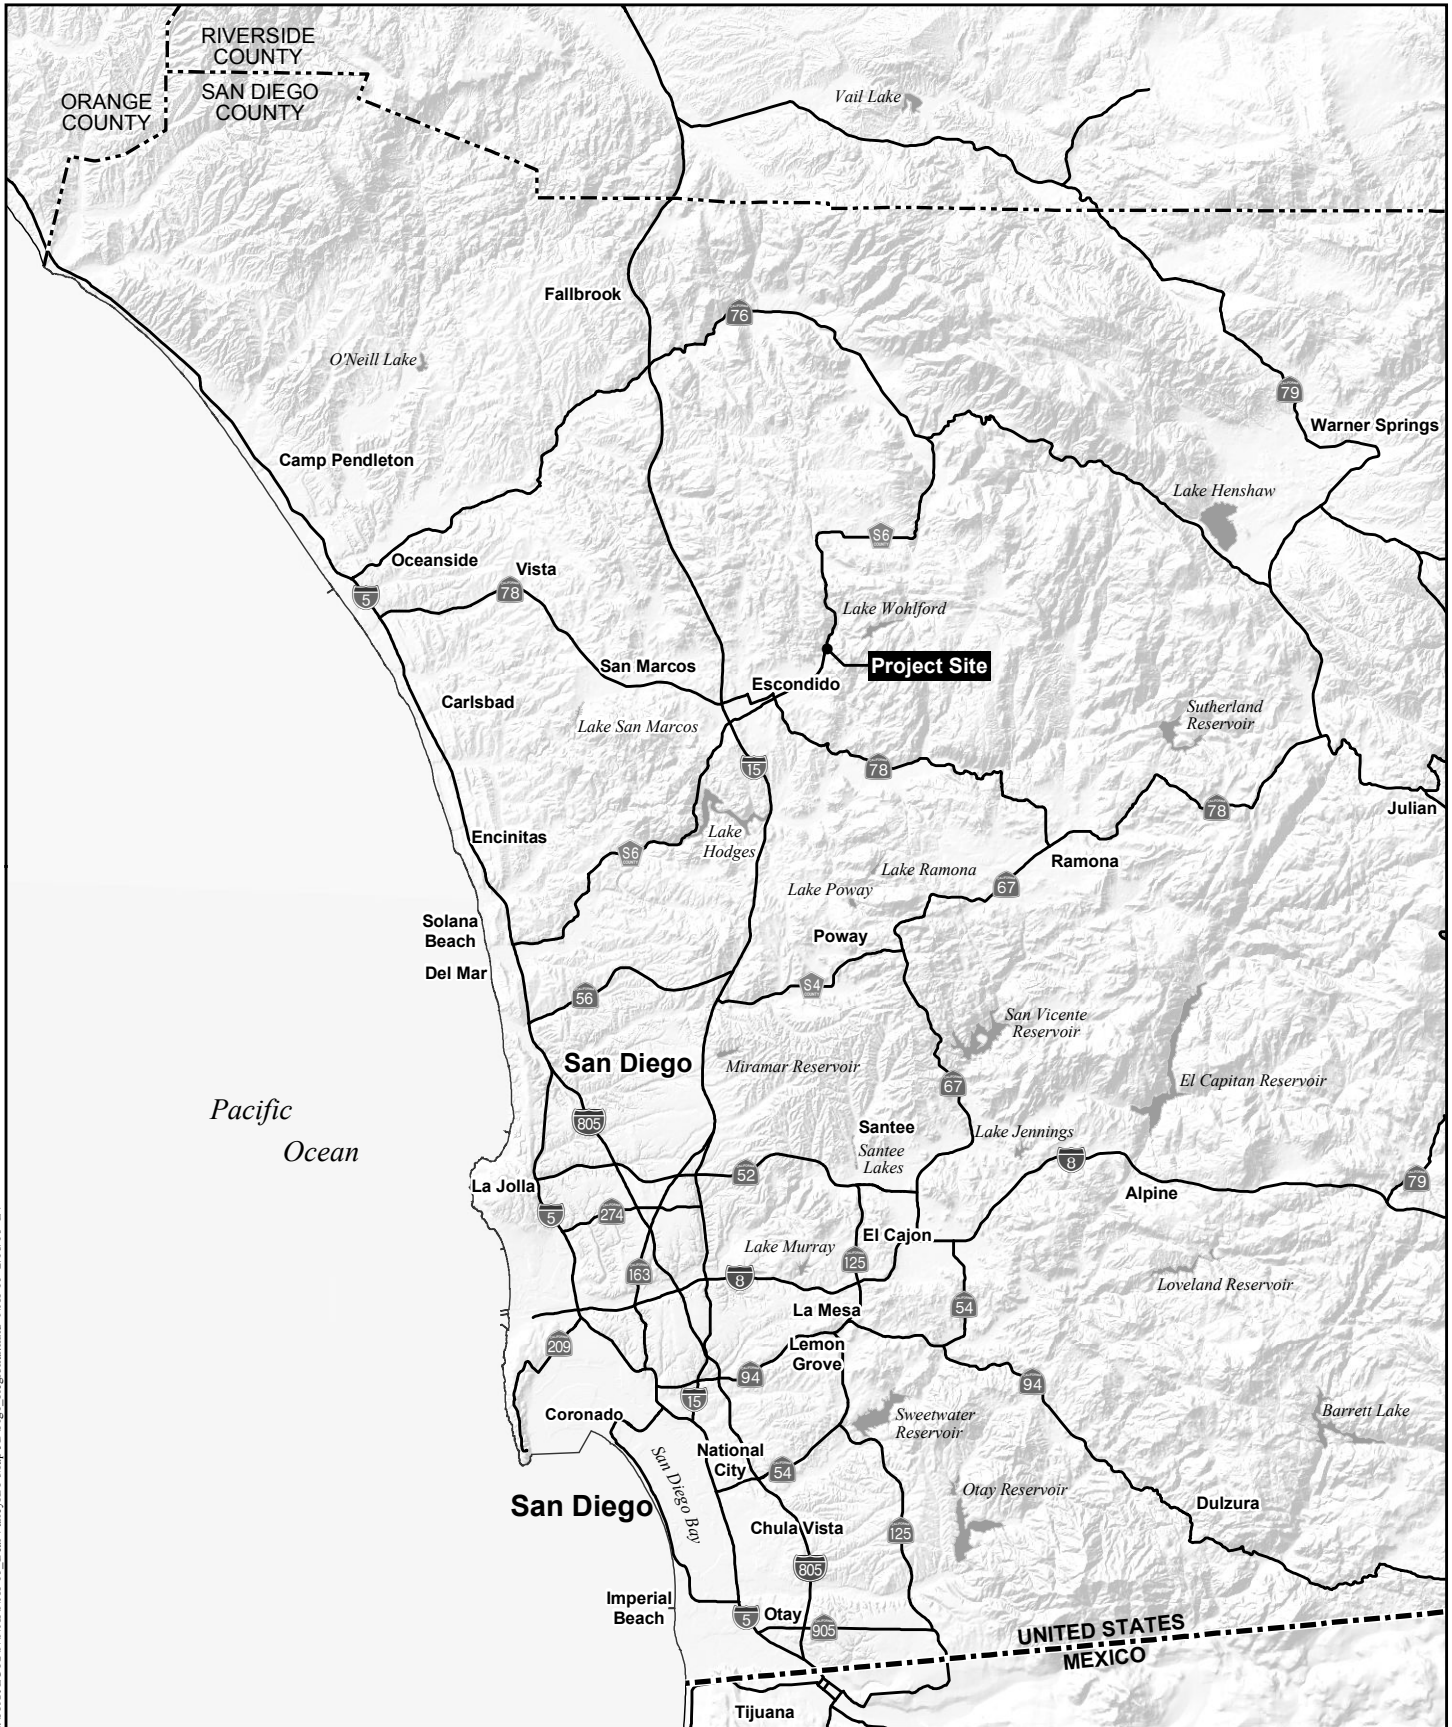 RIVERSIDE
COUNTY
SAN DIEGO
COUNTY
ORANGE
COUNTY
Vail Lake
Fallbrook
76
O'Neill Lake
79
Warner Springs
Camp Pendleton
Lake Henshaw
S6
COUNTY
Oceanside
Vista
5
78
Lake Wohlford
San Marcos
Project Site
Escondido
Carlsbad
Lake San Marcos
Sutherland
Reservoir
15
78
78
Julian
Encinitas
Lake
Hodges
S6
COUNTY
Lake Ramona
Ramona
67
Lake Poway
Solana
Beach
Poway
Del Mar
56
S4
COUNTY
San Vicente
Reservoir
San Diego
Miramar Reservoir
67
El Capitan Reservoir
Pacific
Ocean
805
Santee
Santee
Lakes
Lake Jennings
8
52
La Jolla
Alpine
79
5
274
El Cajon
Lake Murray
125
163
8
Loveland Reservoir
La Mesa
54
209
Lemon
Grove
94
94
15
Coronado
Sweetwater
Reservoir
Barrett Lake
San Diego Bay
National
City
54
San Diego
Otay Reservoir
Dulzura
Chula Vista
125
805
Imperial
Beach
5
Otay
905
UNITED STATES
MEXICO
Tijuana